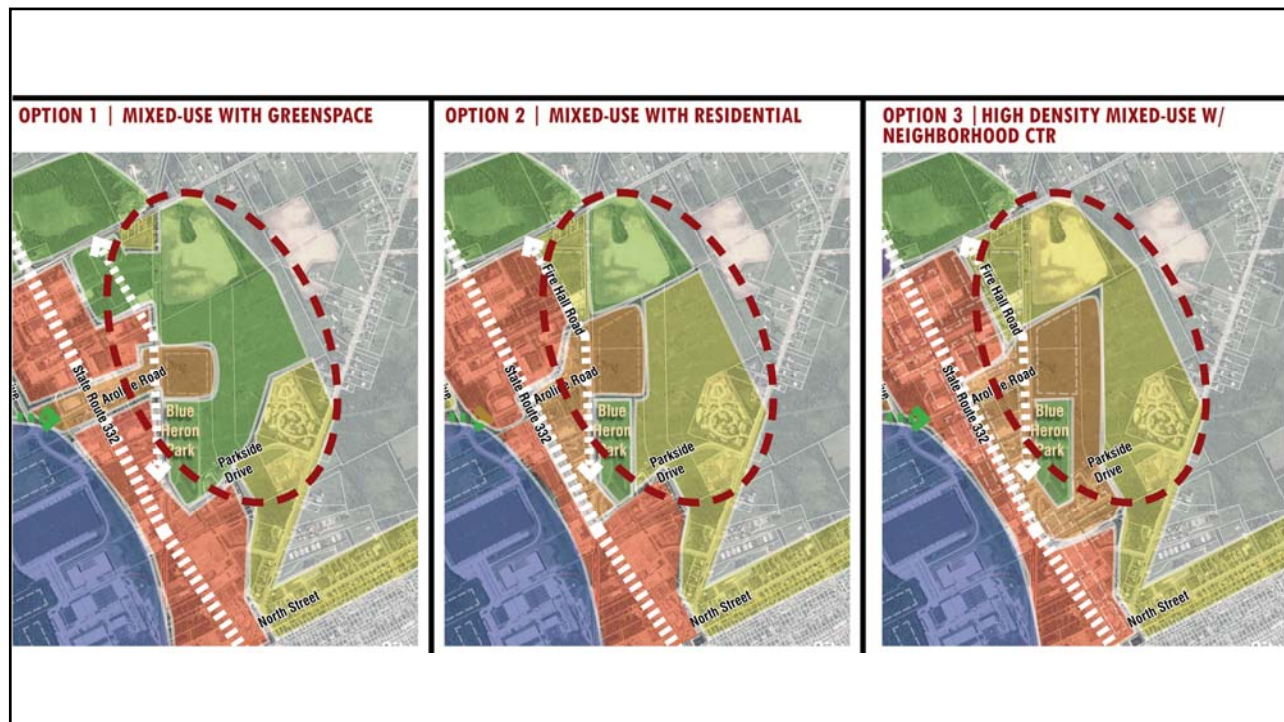 OPTION 1 | MIXED-USE WITH GREENSPACE
State Route 332
Aroline Road
Blue
Heron
Park
Parkside
Drive
North Street
OPTION 2 | MIXED-USE WITH RESIDENTIAL
Fire Hall Road
State Route 332
Aroline Road
Blue
Heron
Park
Parkside
Drive
North Street
OPTION 3 | HIGH DENSITY MIXED-USE W/
NEIGHBORHOOD CTR
Fire Hall Road
State Route 332
Aroline Road
Blue
Heron
Park
Parkside
Drive
North Street